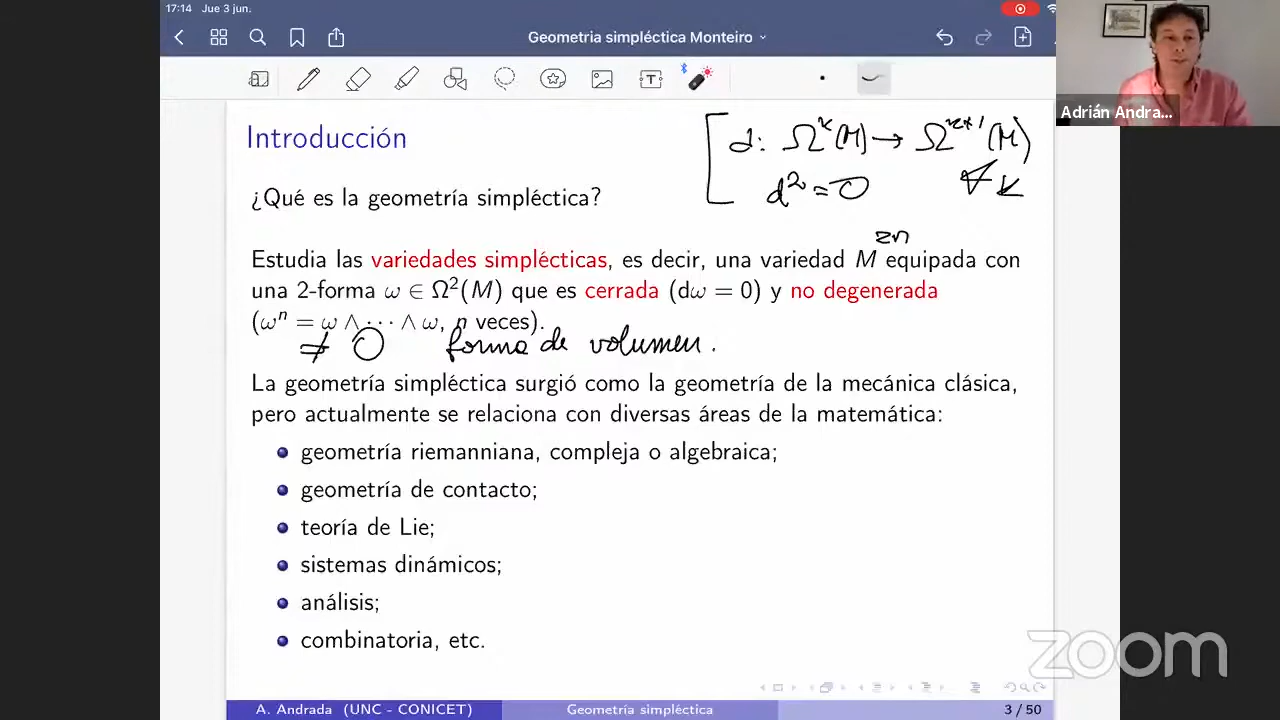 17:14 Jue 3 jun.
Geometria simpléctica Monteiro
Adrián Andra...
Introducción
d: Ωᵏ(M) → Ωᵏ⁺¹(M)
d² = 0 ∀ k
¿Qué es la geometría simpléctica?
2n
Estudia las variedades simplécticas, es decir, una variedad M equipada con
una 2-forma ω ∈ Ω²(M) que es cerrada (dω = 0) y no degenerada
(ωⁿ = ω ∧ ··· ∧ ω, n veces).
≠ 0 forma de volumen.
La geometría simpléctica surgió como la geometría de la mecánica clásica,
pero actualmente se relaciona con diversas áreas de la matemática:
geometría riemanniana, compleja o algebraica;
geometría de contacto;
teoría de Lie;
sistemas dinámicos;
análisis;
combinatoria, etc.
zoom
A. Andrada (UNC - CONICET) Geometría simpléctica 3 / 50